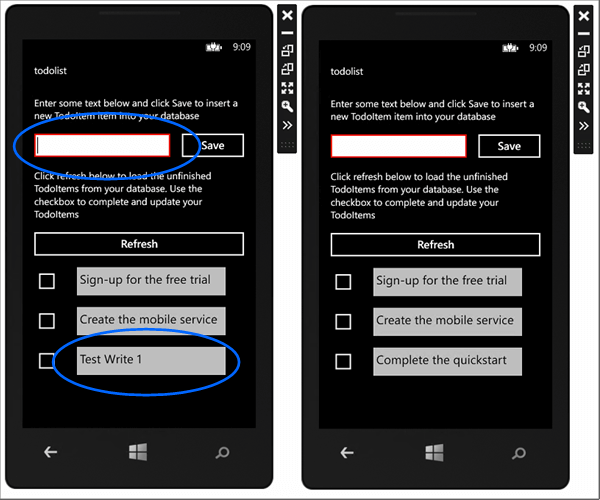 9:09
todolist
Enter some text below and click Save to insert a
new TodoItem item into your database
Save
Click refresh below to load the unfinished
TodoItems from your database. Use the
checkbox to complete and update your
TodoItems
Refresh
Sign-up for the free trial
Create the mobile service
Test Write 1
9:09
todolist
Enter some text below and click Save to insert a
new TodoItem item into your database
Save
Click refresh below to load the unfinished
TodoItems from your database. Use the
checkbox to complete and update your
TodoItems
Refresh
Sign-up for the free trial
Create the mobile service
Complete the quickstart